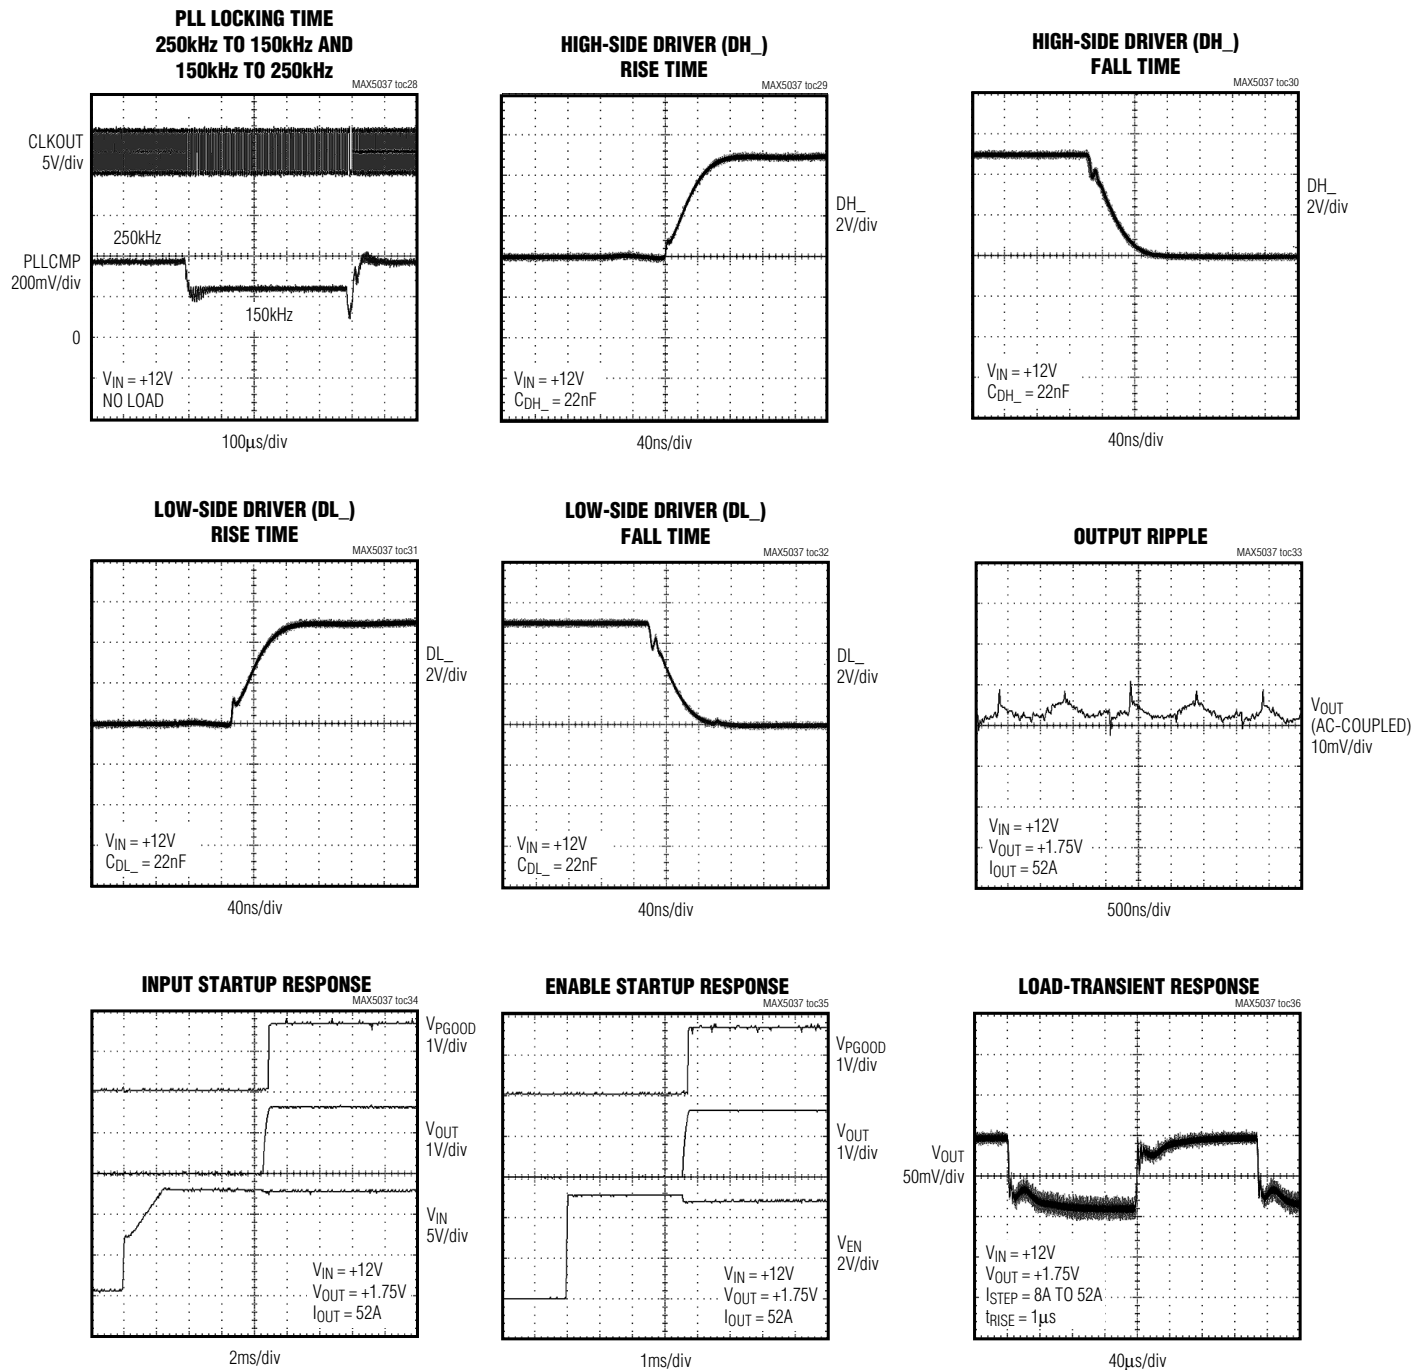 PLL LOCKING TIME
250kHz TO 150kHz AND
150kHz TO 250kHz
MAX5037 toc28
CLKOUT
5V/div
250kHz
PLLCMP
200mV/div
150kHz
0
VIN = +12V
NO LOAD
100μs/div
HIGH-SIDE DRIVER (DH_)
RISE TIME
MAX5037 toc29
DH_
2V/div
VIN = +12V
CDH_ = 22nF
40ns/div
HIGH-SIDE DRIVER (DH_)
FALL TIME
MAX5037 toc30
DH_
2V/div
VIN = +12V
CDH_ = 22nF
40ns/div
LOW-SIDE DRIVER (DL_)
RISE TIME
MAX5037 toc31
DL_
2V/div
VIN = +12V
CDL_ = 22nF
40ns/div
LOW-SIDE DRIVER (DL_)
FALL TIME
MAX5037 toc32
DL_
2V/div
VIN = +12V
CDL_ = 22nF
40ns/div
OUTPUT RIPPLE
MAX5037 toc33
VOUT
(AC-COUPLED)
10mV/div
VIN = +12V
VOUT = +1.75V
IOUT = 52A
500ns/div
INPUT STARTUP RESPONSE
MAX5037 toc34
VPGOOD
1V/div
VOUT
1V/div
VIN
5V/div
VIN = +12V
VOUT = +1.75V
IOUT = 52A
2ms/div
ENABLE STARTUP RESPONSE
MAX5037 toc35
VPGOOD
1V/div
VOUT
1V/div
VEN
2V/div
VIN = +12V
VOUT = +1.75V
IOUT = 52A
1ms/div
LOAD-TRANSIENT RESPONSE
MAX5037 toc36
VOUT
50mV/div
VIN = +12V
VOUT = +1.75V
ISTEP = 8A TO 52A
tRISE = 1μs
40μs/div